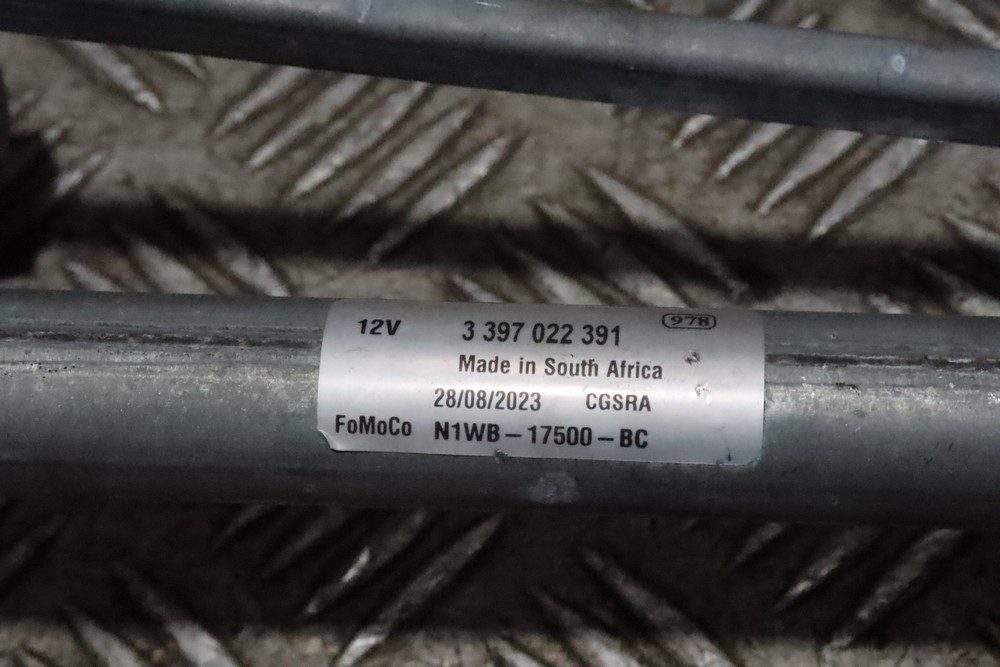 12V 3 397 022 391 978
Made in South Africa
28/08/2023 CGSRA
FoMoCo N1WB-17500-BC